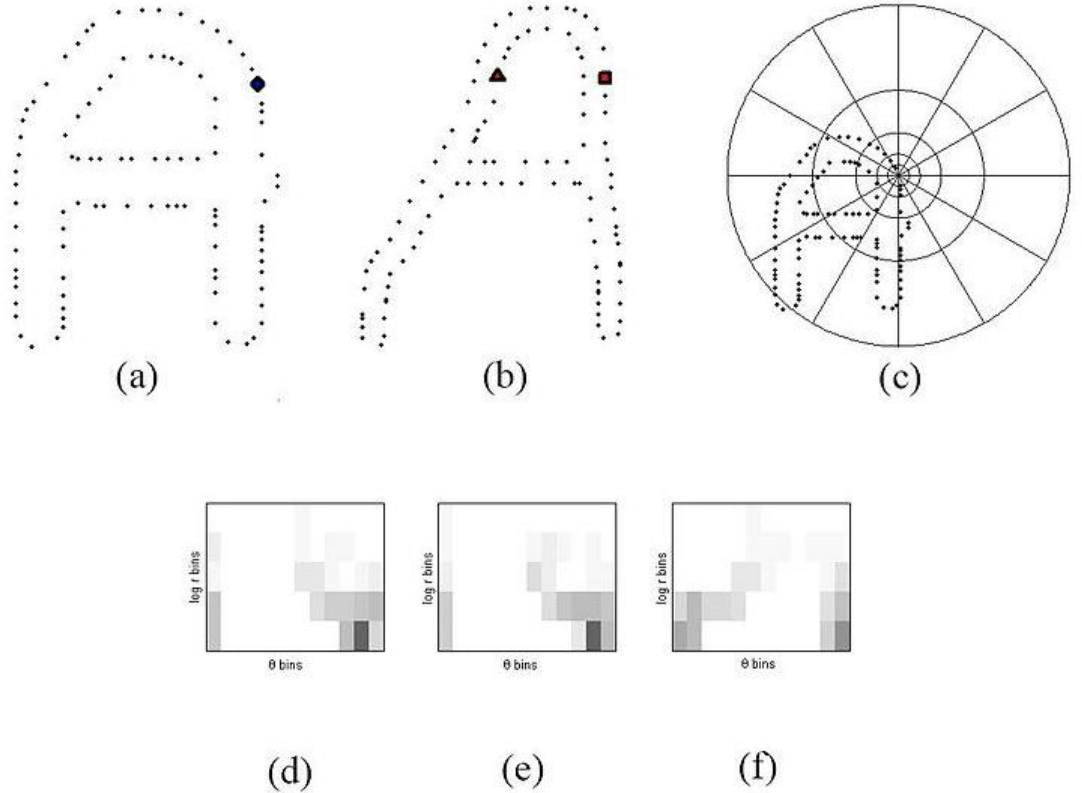 (a) (b) (c)
log r bins log r bins log r bins
θ bins θ bins θ bins
(d) (e) (f)